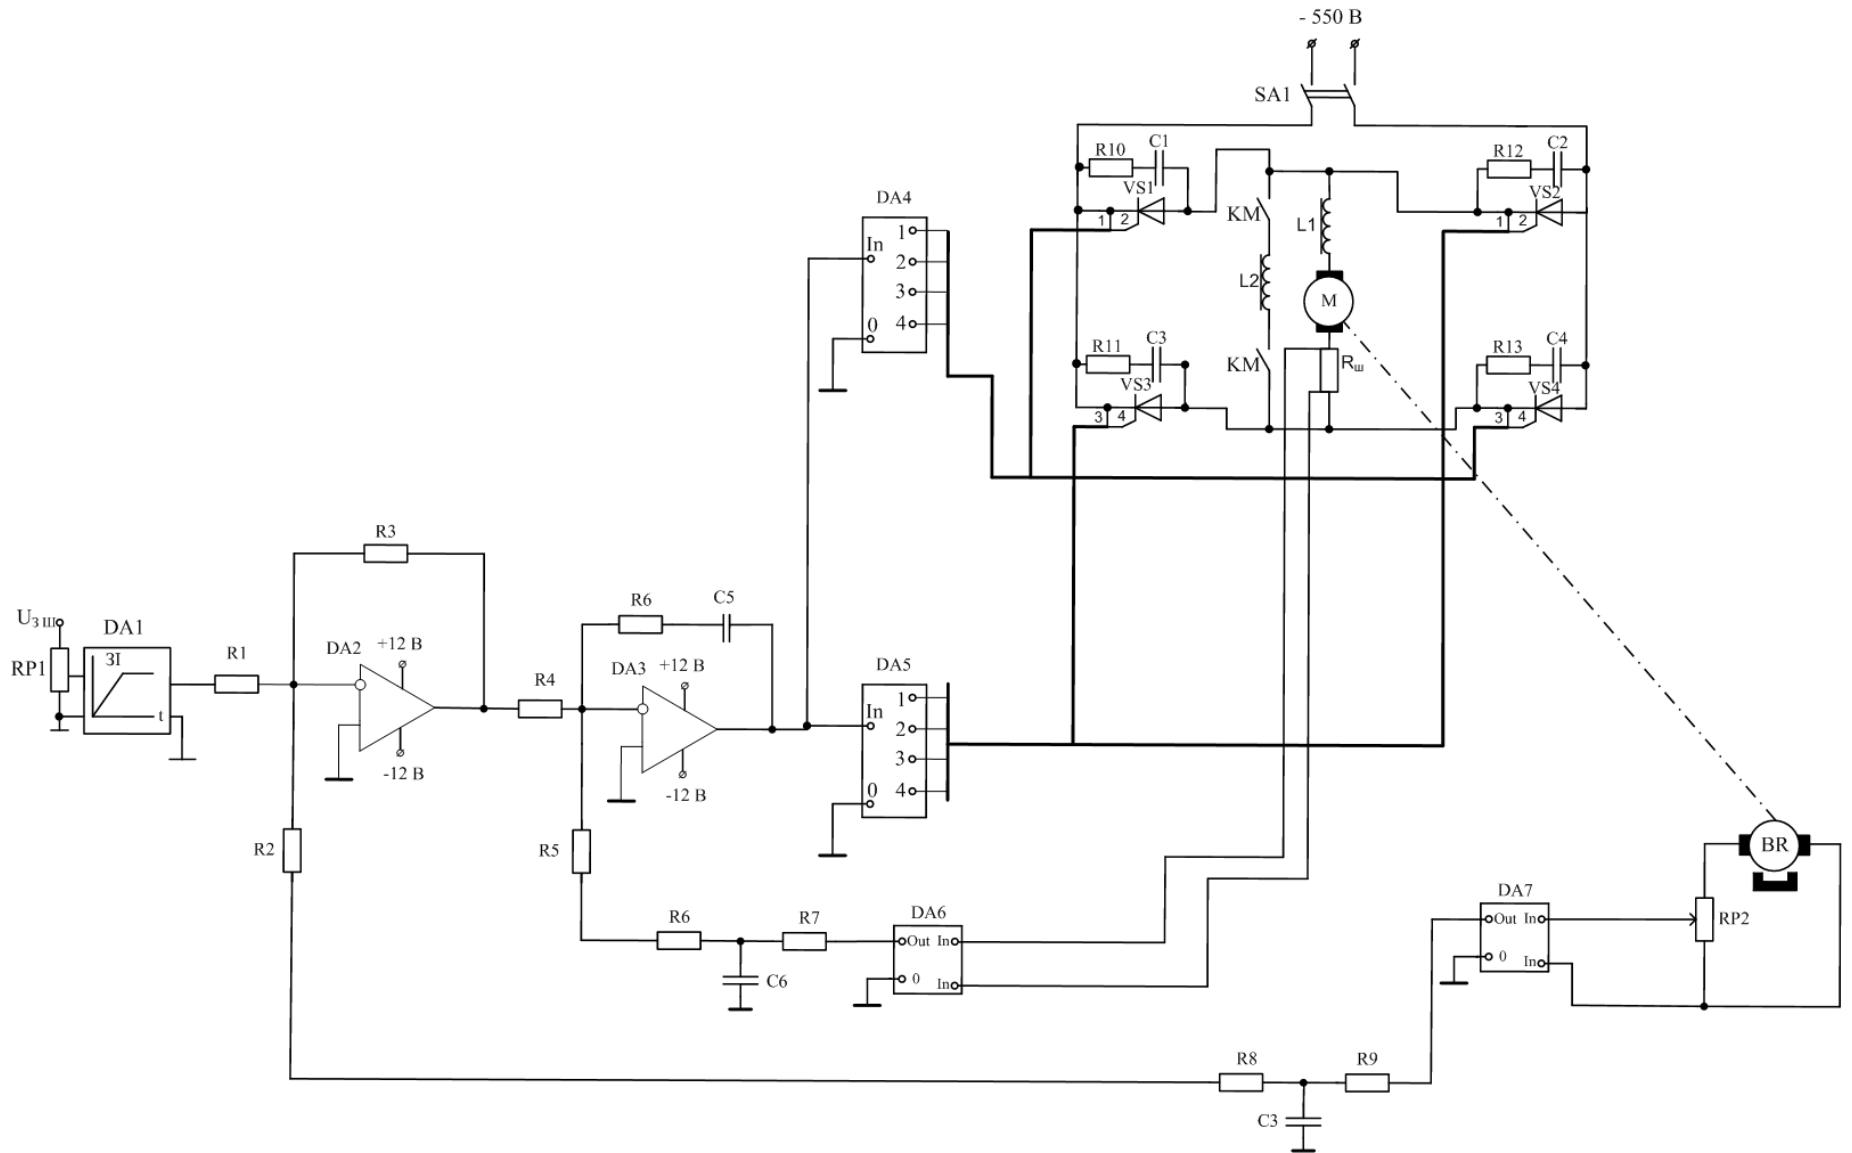 - 550 В
SA1
R10
C1
VS1
1
2
KM
L1
L2
M
R12
C2
VS2
1
2
DA4
In
1
2
3
4
0
R11
C3
VS3
3
4
KM
Rш
R13
C4
VS4
3
4
R3
Uз ш
RP1
DA1
ЗІ
t
R1
DA2
+12 В
-12 В
R4
R6
C5
DA3
+12 В
-12 В
DA5
In
1
2
3
4
0
R2
R5
R6
C6
R7
DA6
Out
In
0
In
BR
DA7
Out
In
0
In
RP2
R8
R9
C3